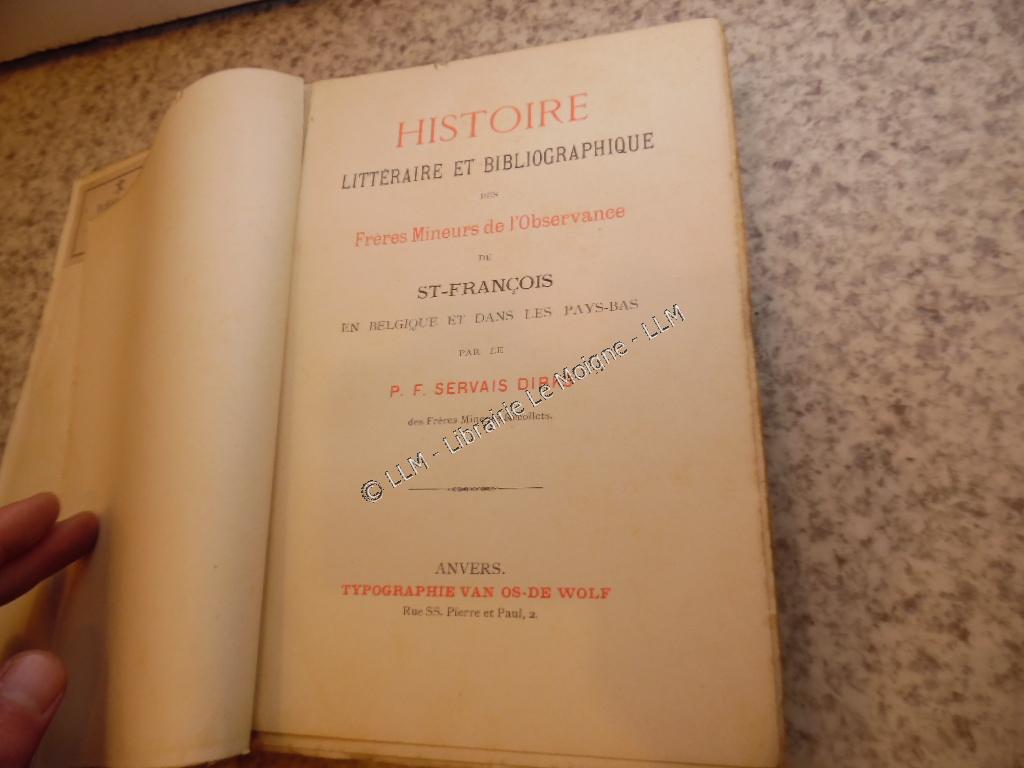 HISTOIRE
LITTÉRAIRE ET BIBLIOGRAPHIQUE
DES
Frères Mineurs de l'Observance
DE
ST-FRANÇOIS
EN BELGIQUE ET DANS LES PAYS-BAS
PAR LE
P. F. SERVAIS DIRKS
des Frères Mineurs
© LLM - Librairie Le Moigne - LLM
ANVERS.
TYPOGRAPHIE VAN OS-DE WOLF
Rue SS. Pierre et Paul, 2.